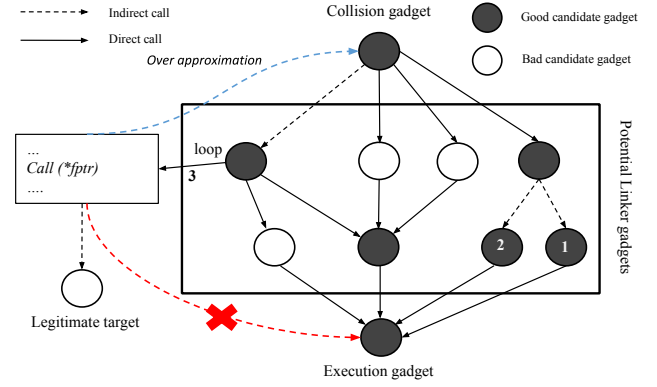 Indirect call
Direct call
Collision gadget
Good candidate gadget
Bad candidate gadget
Over approximation
...
Call (*fptr)
....
loop
3
2
1
Potential Linker gadgets
Legitimate target
Execution gadget